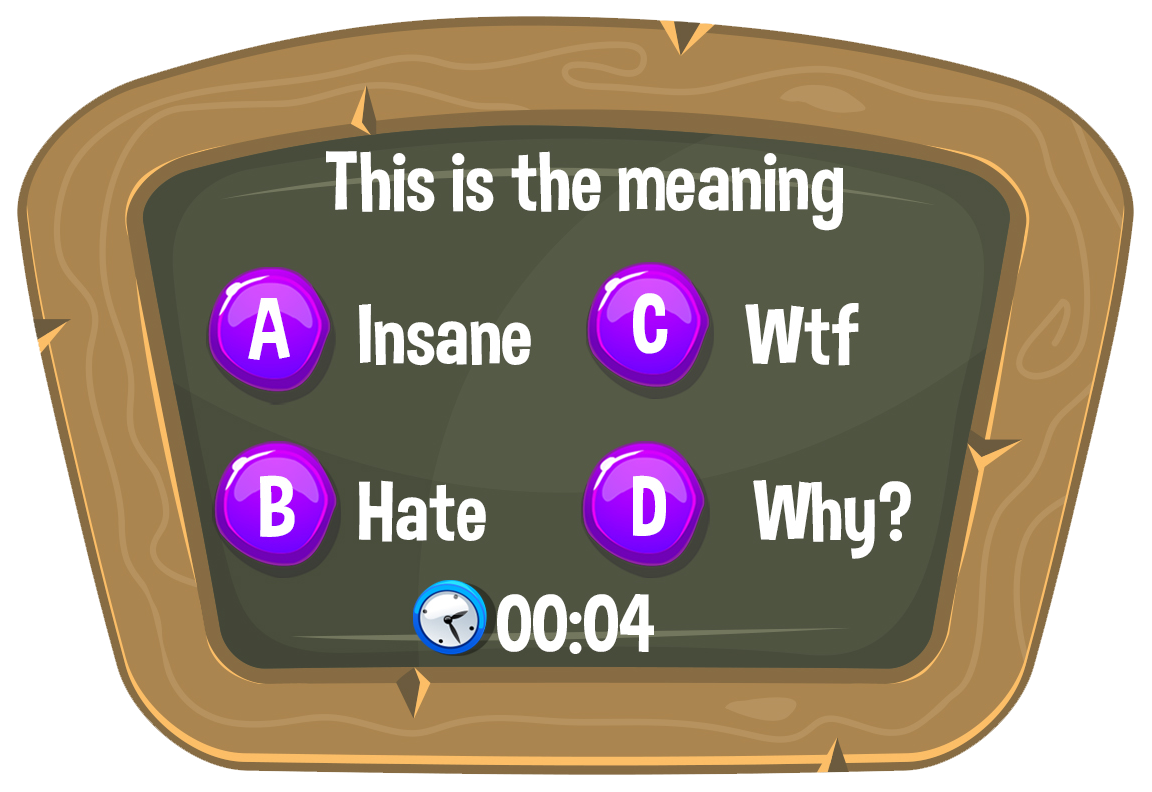 This is the meaning
A Insane
C Wtf
B Hate
D Why?
00:04